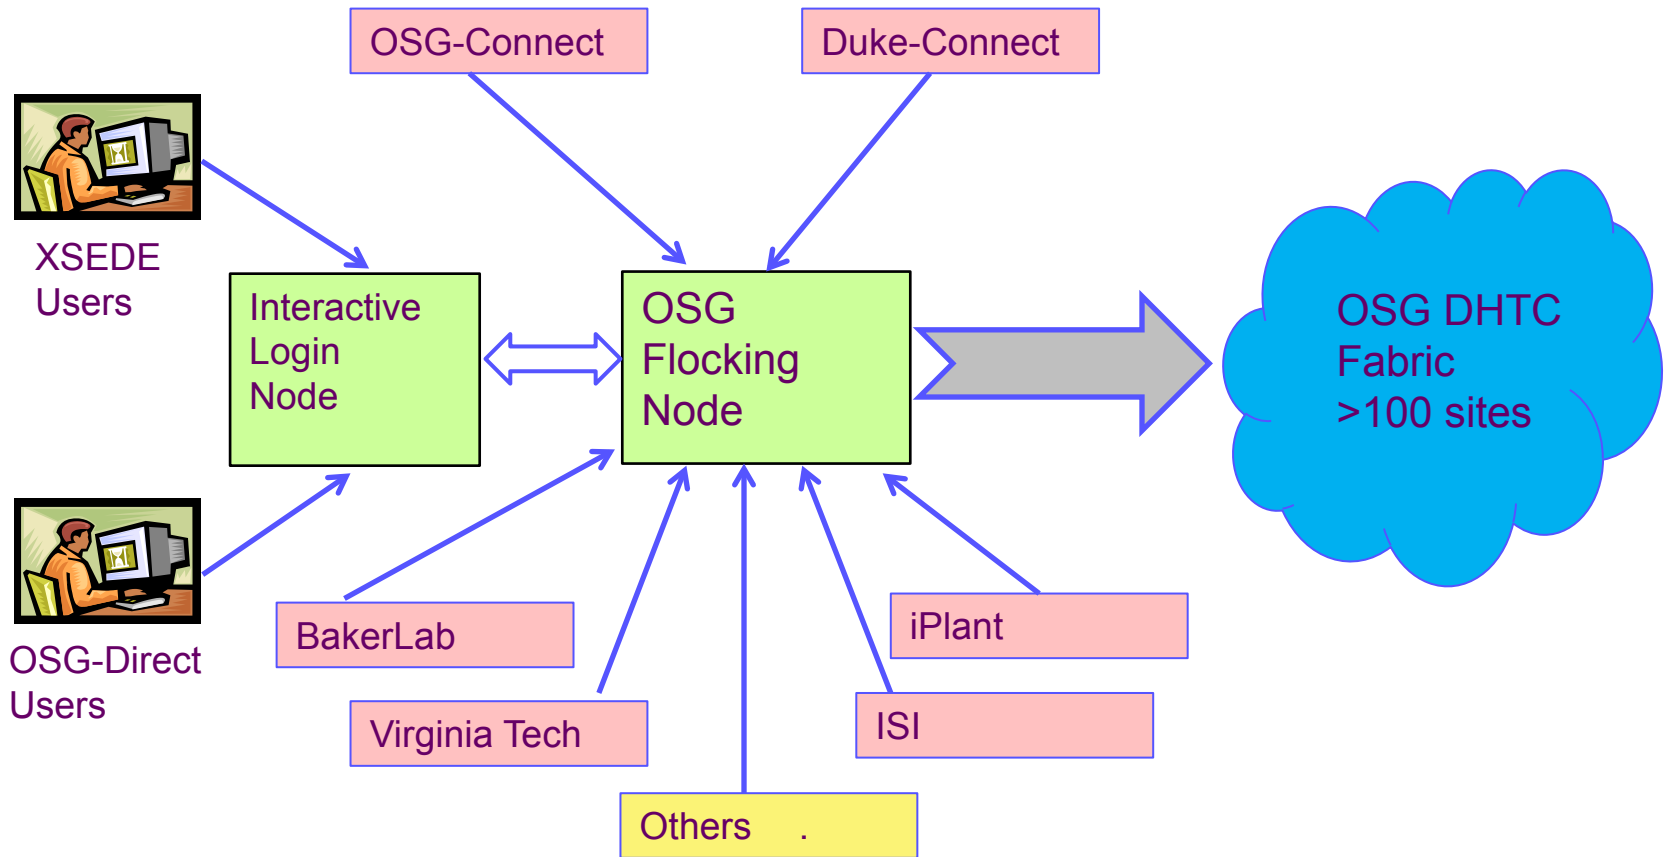 OSG-Connect
Duke-Connect
XSEDE
Users
Interactive
Login
Node
OSG
Flocking
Node
OSG DHTC
Fabric
>100 sites
OSG-Direct
Users
BakerLab
iPlant
Virginia Tech
ISI
Others .